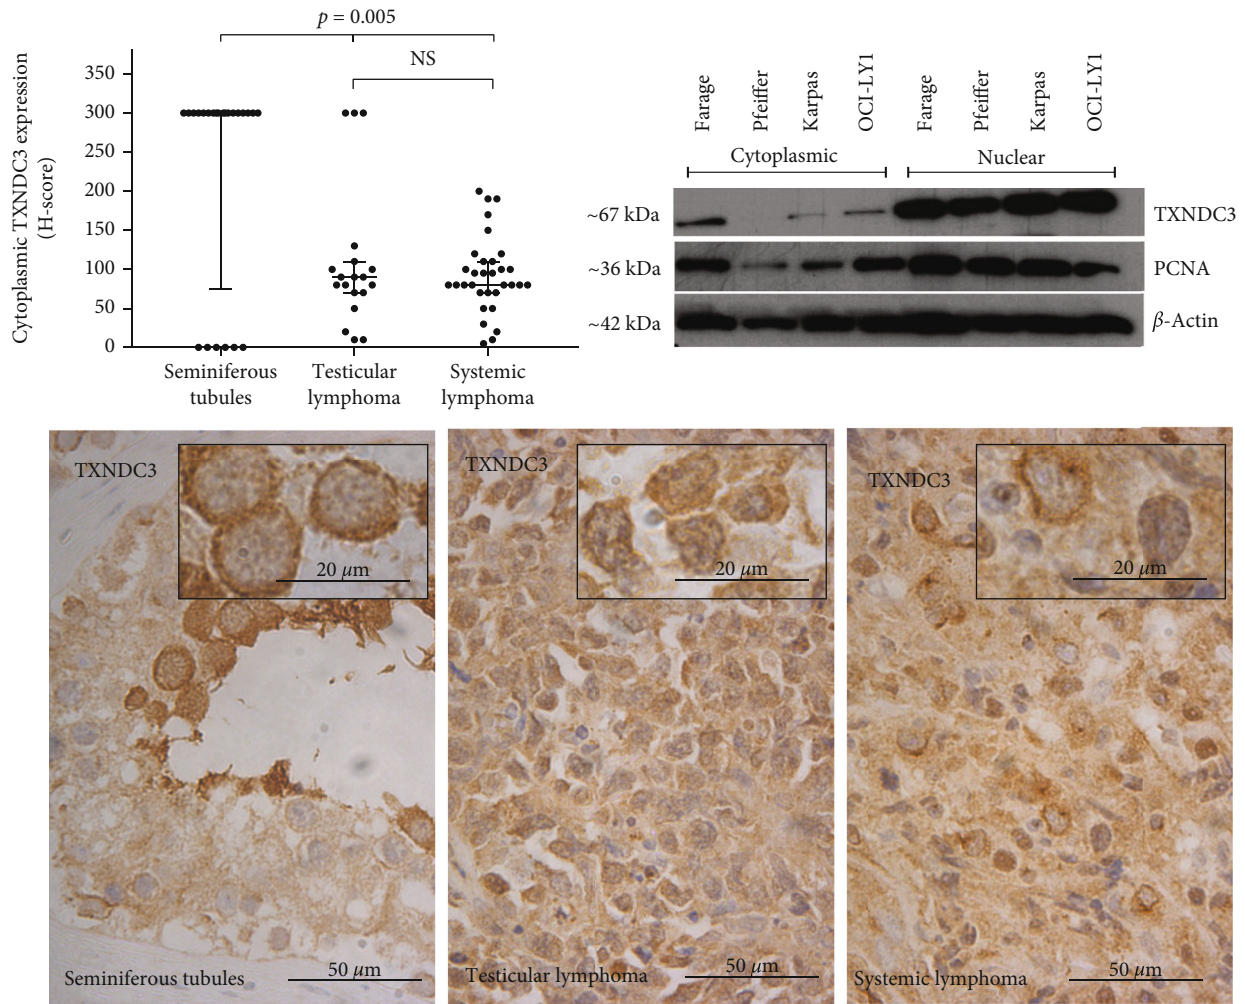 p = 0.005
NS
Cytoplasmic TXNDC3 expression
(H-score)
350
300
250
200
150
100
50
0
Seminiferous
tubules
Testicular
lymphoma
Systemic
lymphoma
Farage
Pfeiffer
Karpas
OCI-LY1
Farage
Pfeiffer
Karpas
OCI-LY1
Cytoplasmic
Nuclear
~67 kDa
TXNDC3
~36 kDa
PCNA
~42 kDa
β-Actin
TXNDC3
20 μm
Seminiferous tubules
50 μm
TXNDC3
20 μm
Testicular lymphoma
50 μm
TXNDC3
20 μm
Systemic lymphoma
50 μm